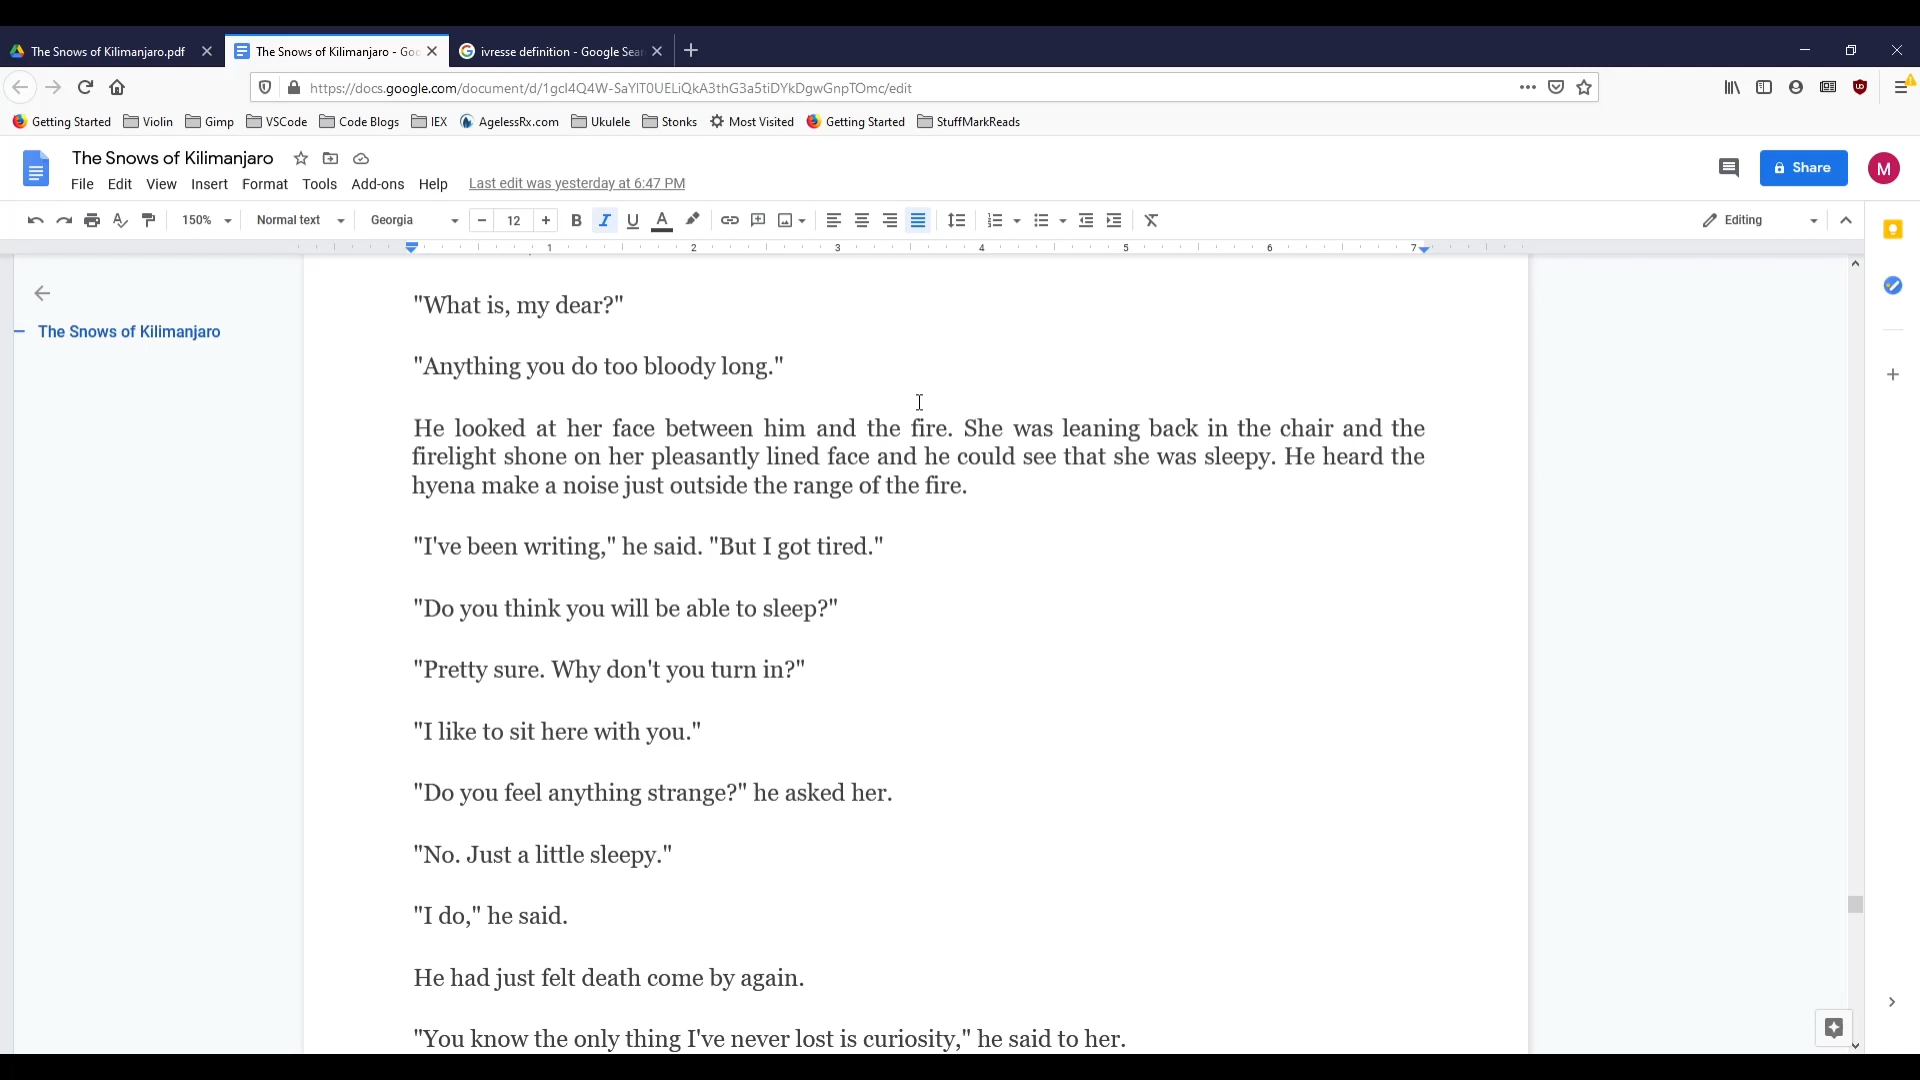 The Snows of Kilimanjaro.pdf
The Snows of Kilimanjaro - Goo
ivresse definition - Google Sear
https://docs.google.com/document/d/1gcl4Q4W-SaYlT0UELiQkA3thG3a5tiDYkDgwGnpTOmc/edit
Getting Started Violin Gimp VSCode Code Blogs IEX AgelessRx.com Ukulele Stonks Most Visited Getting Started StuffMarkReads
The Snows of Kilimanjaro
Share
M
File Edit View Insert Format Tools Add-ons Help Last edit was yesterday at 6:47 PM
150% Normal text Georgia 12 B I U A Editing
1 2 3 4 5 6 7
The Snows of Kilimanjaro
"What is, my dear?"
"Anything you do too bloody long."
He looked at her face between him and the fire. She was leaning back in the chair and the
firelight shone on her pleasantly lined face and he could see that she was sleepy. He heard the
hyena make a noise just outside the range of the fire.
"I've been writing," he said. "But I got tired."
"Do you think you will be able to sleep?"
"Pretty sure. Why don't you turn in?"
"I like to sit here with you."
"Do you feel anything strange?" he asked her.
"No. Just a little sleepy."
"I do," he said.
He had just felt death come by again.
"You know the only thing I've never lost is curiosity," he said to her.